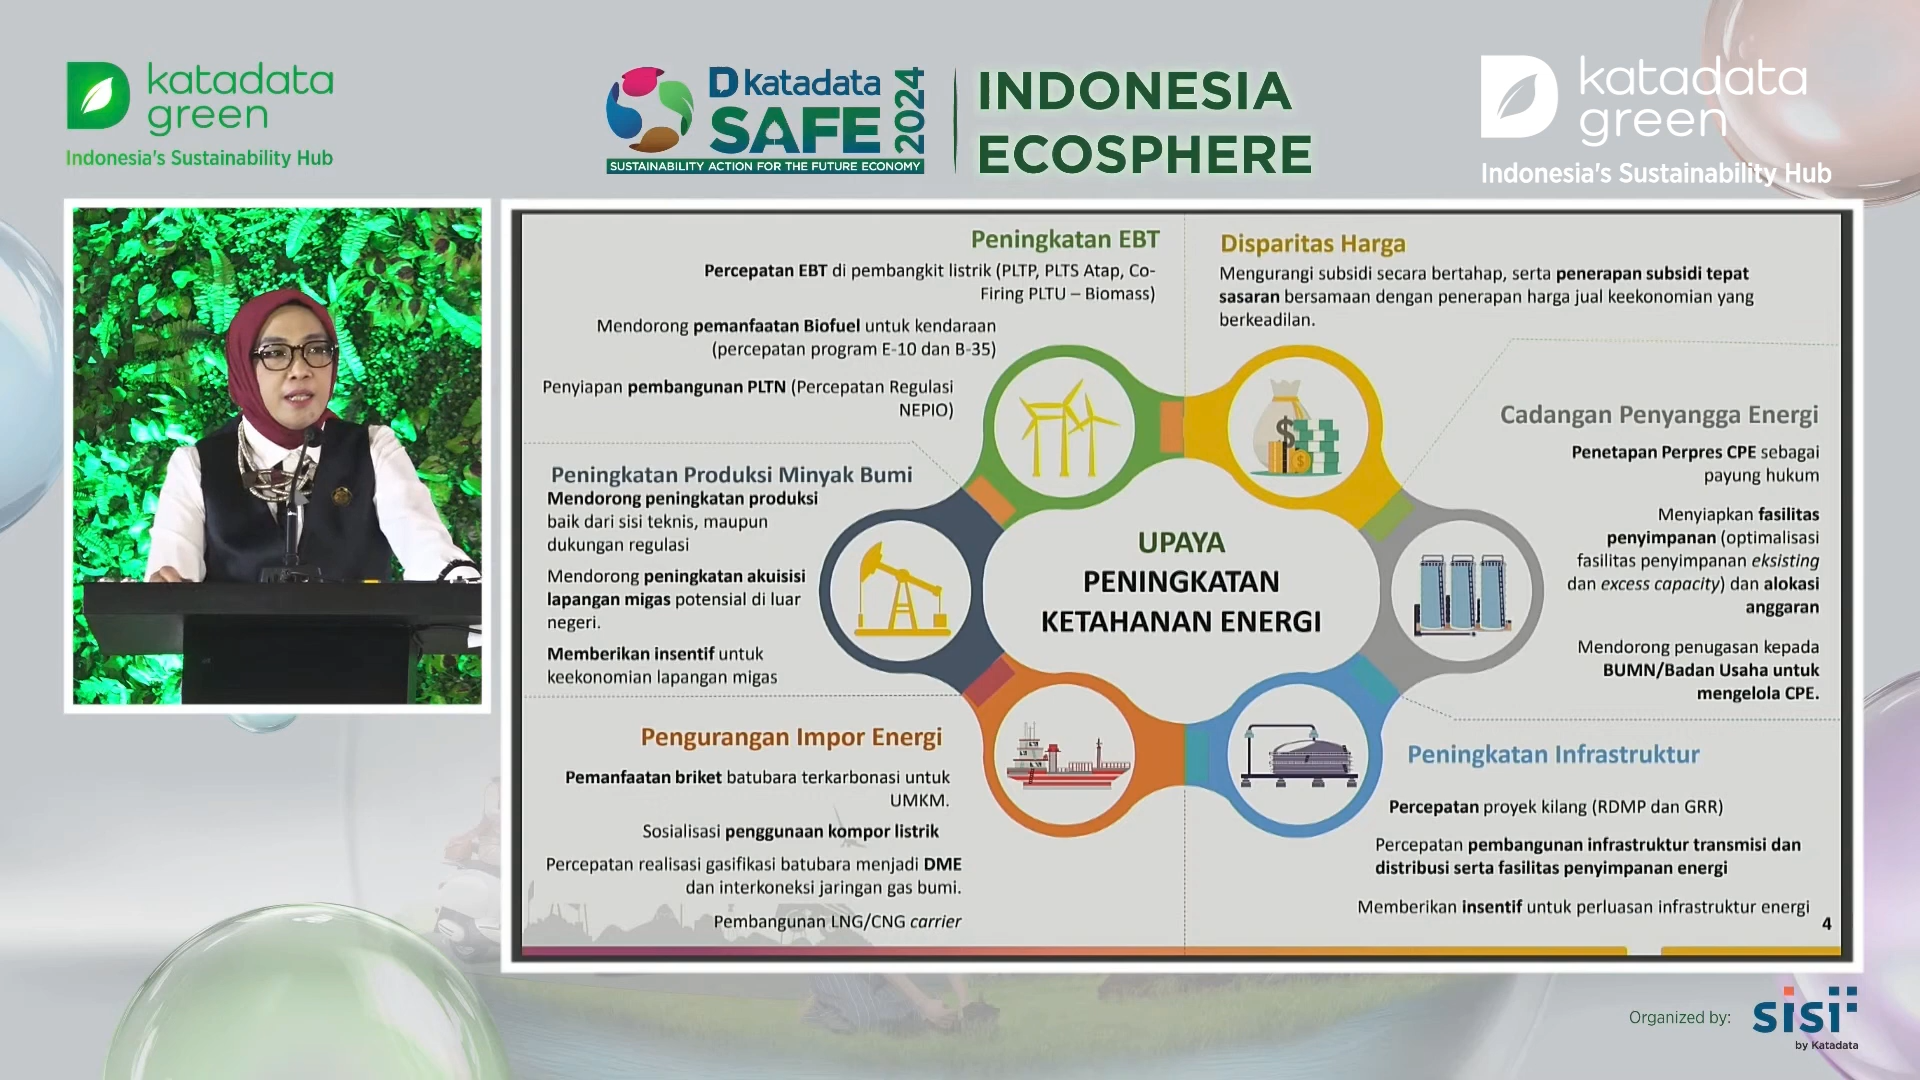 katadata
green
Indonesia's Sustainability Hub
katadata
SAFE
2024
SUSTAINABILITY ACTION FOR THE FUTURE ECONOMY
INDONESIA
ECOSPHERE
katadata
green
Indonesia's Sustainability Hub
Peningkatan EBT
Percepatan EBT di pembangkit listrik (PLTP, PLTS Atap, Co-
Firing PLTU – Biomass)
Mendorong pemanfaatan Biofuel untuk kendaraan
(percepatan program E-10 dan B-35)
Penyiapan pembangunan PLTN (Percepatan Regulasi
NEPIO)
Disparitas Harga
Mengurangi subsidi secara bertahap, serta penerapan subsidi tepat
sasaran bersamaan dengan penerapan harga jual keekonomian yang
berkeadilan.
Peningkatan Produksi Minyak Bumi
Mendorong peningkatan produksi
baik dari sisi teknis, maupun
dukungan regulasi
Mendorong peningkatan akuisisi
lapangan migas potensial di luar
negeri.
Memberikan insentif untuk
keekonomian lapangan migas
UPAYA
PENINGKATAN
KETAHANAN ENERGI
Cadangan Penyangga Energi
Penetapan Perpres CPE sebagai
payung hukum
Menyiapkan fasilitas
penyimpanan (optimalisasi
fasilitas penyimpanan eksisting
dan excess capacity) dan alokasi
anggaran
Mendorong penugasan kepada
BUMN/Badan Usaha untuk
mengelola CPE.
Pengurangan Impor Energi
Pemanfaatan briket batubara terkarbonasi untuk
UMKM.
Sosialisasi penggunaan kompor listrik
Percepatan realisasi gasifikasi batubara menjadi DME
dan interkoneksi jaringan gas bumi.
Pembangunan LNG/CNG carrier
Peningkatan Infrastruktur
Percepatan proyek kilang (RDMP dan GRR)
Percepatan pembangunan infrastruktur transmisi dan
distribusi serta fasilitas penyimpanan energi
Memberikan insentif untuk perluasan infrastruktur energi
4
Organized by:
sisi
by Katadata